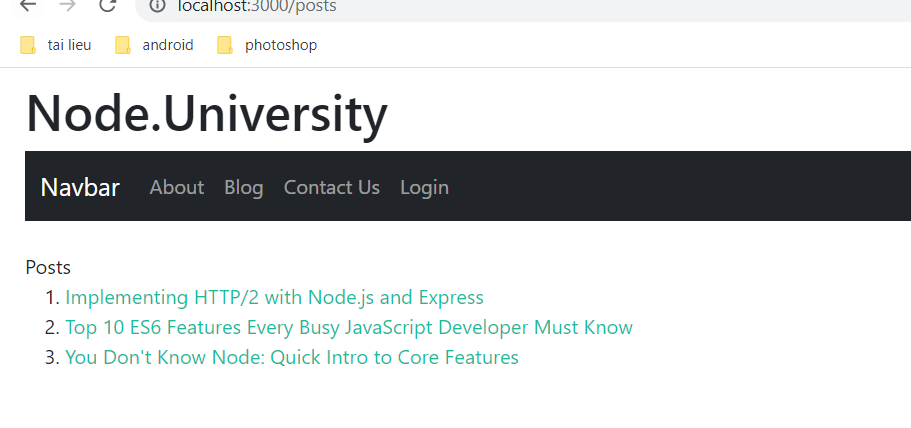 localhost:3000/posts
tai lieu android photoshop
Node.University
Navbar About Blog Contact Us Login
Posts
1. Implementing HTTP/2 with Node.js and Express
2. Top 10 ES6 Features Every Busy JavaScript Developer Must Know
3. You Don't Know Node: Quick Intro to Core Features